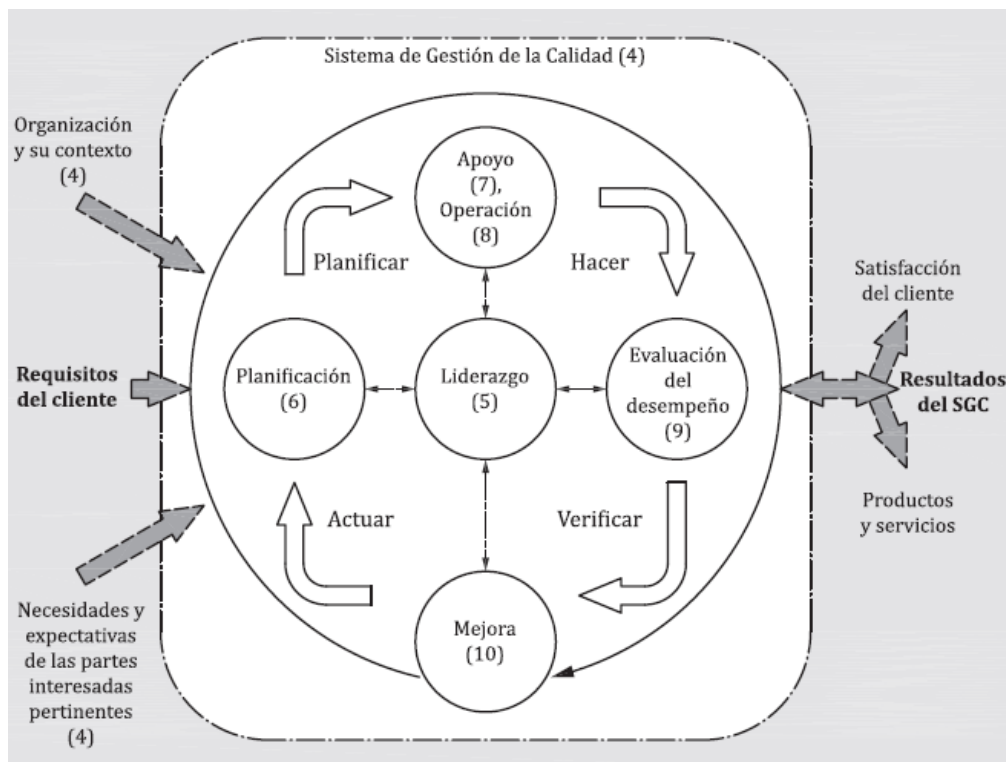 Sistema de Gestión de la Calidad (4)
Organización
y su contexto
(4)
Apoyo
(7),
Operación
(8)
Planificar
Hacer
Satisfacción
del cliente
Requisitos
del cliente
Planificación
(6)
Liderazgo
(5)
Evaluación
del
desempeño
(9)
Resultados
del SGC
Actuar
Verificar
Productos
y servicios
Necesidades y
expectativas
de las partes
interesadas
pertinentes
(4)
Mejora
(10)